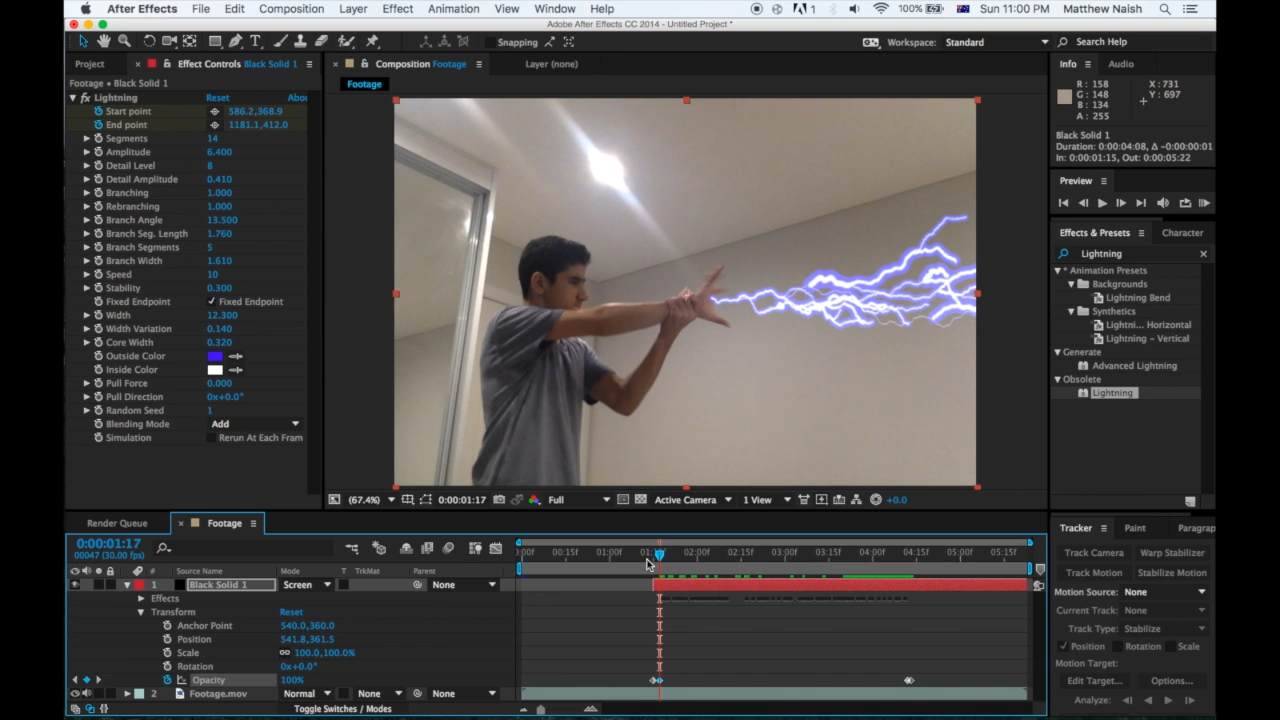 After Effects File Edit Composition Layer Effect Animation View Window Help 1 100% Sun 11:00 PM Matthew Naish
Adobe After Effects CC 2014 - Untitled Project *
Snapping Workspace: Standard Search Help
Project Effect Controls Black Solid 1 Composition Footage Layer (none) Info Audio
Footage • Black Solid 1
Footage
fx Lightning Reset Abou
Start point 586.2,368.9
End point 1181.1,412.0
Segments 14
Amplitude 6.400
Detail Level 8
Detail Amplitude 0.410
Branching 1.000
Rebranching 1.000
Branch Angle 13.500
Branch Seg. Length 1.760
Branch Segments 5
Branch Width 1.610
Speed 10
Stability 0.300
Fixed Endpoint Fixed Endpoint
Width 12.300
Width Variation 0.140
Core Width 0.320
Outside Color
Inside Color
Pull Force 0.000
Pull Direction 0x+0.0°
Random Seed 1
Blending Mode Add
Simulation Rerun At Each Fram
R : 158 X : 731
G : 148 Y : 697
B : 134
A : 255
Black Solid 1
Duration: 0:00:04:08, Δ -0:00:00:01
In: 0:00:01:15, Out: 0:00:05:22
Preview
Effects & Presets Character
Lightning
* Animation Presets
Backgrounds
Lightning Bend
Synthetics
Lightni... Horizontal
Lightning – Vertical
Generate
Advanced Lightning
Obsolete
Lightning
(67.4%) 0:00:01:17 Full Active Camera 1 View +0.0
Render Queue Footage
0:00:01:17
00047 (30.00 fps)
:00f 00:15f 01:00f 02:00f 02:15f 03:00f 03:15f 04:00f 04:15f 05:00f 05:15f
# Source Name Mode T TrkMat Parent
1 Black Solid 1 Screen None
Effects
Transform Reset
Anchor Point 540.0,360.0
Position 541.8,361.5
Scale 100.0,100.0%
Rotation 0x+0.0°
Opacity 100%
2 Footage.mov Normal None None
Toggle Switches / Modes
Tracker Paint Paragrap
Track Camera Warp Stabilizer
Track Motion Stabilize Motion
Motion Source: None
Current Track: None
Track Type: Stabilize
Position Rotation Scale
Motion Target:
Edit Target... Options...
Analyze: